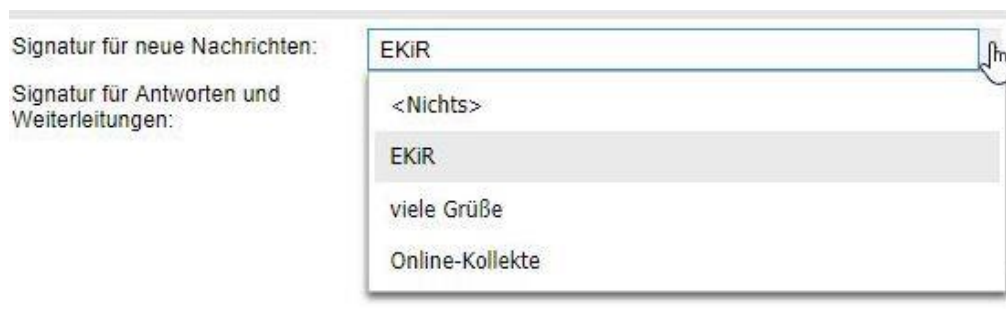 Signatur für neue Nachrichten:
EKiR
Signatur für Antworten und
Weiterleitungen:
<Nichts>
EKiR
viele Grüße
Online-Kollekte